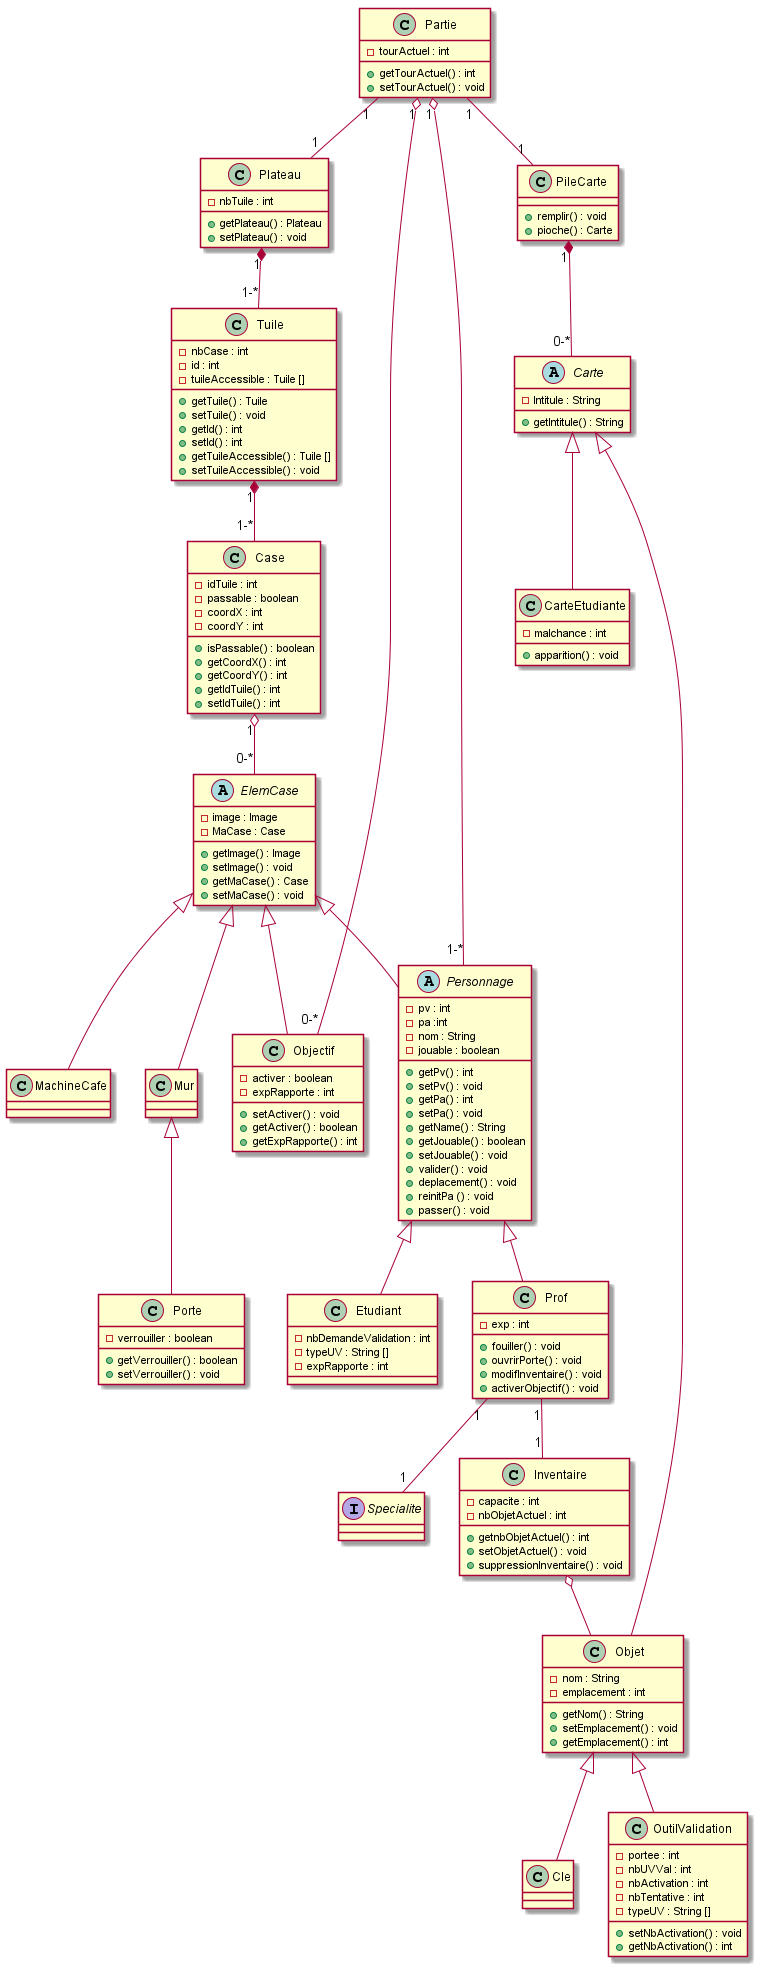 C Partie
tourActuel : int
getTourActuel() : int
setTourActuel() : void
1
1
1
1
1
1
C Plateau
nbTuile : int
getPlateau() : Plateau
setPlateau() : void
C PileCarte
remplir() : void
pioche() : Carte
1
1
1-*
0-*
C Tuile
nbCase : int
id : int
tuileAccessible : Tuile []
getTuile() : Tuile
setTuile() : void
getId() : int
setId() : int
getTuileAccessible() : Tuile []
setTuileAccessible() : void
A Carte
Intitule : String
getIntitule() : String
1
1-*
C Case
idTuile : int
passable : boolean
coordX : int
coordY : int
isPassable() : boolean
getCoordX() : int
getCoordY() : int
getIdTuile() : int
setIdTuile() : int
C CarteEtudiante
malchance : int
apparition() : void
1
0-*
A ElemCase
image : Image
MaCase : Case
getImage() : Image
setImage() : void
getMaCase() : Case
setMaCase() : void
1-*
0-*
A Personnage
pv : int
pa :int
nom : String
jouable : boolean
getPv() : int
setPv() : void
getPa() : int
setPa() : void
getName() : String
getJouable() : boolean
setJouable() : void
valider() : void
deplacement() : void
reinitPa () : void
passer() : void
C Objectif
activer : boolean
expRapporte : int
setActiver() : void
getActiver() : boolean
getExpRapporte() : int
C MachineCafe
C Mur
C Porte
verrouiller : boolean
getVerrouiller() : boolean
setVerrouiller() : void
C Etudiant
nbDemandeValidation : int
typeUV : String []
expRapporte : int
C Prof
exp : int
fouiller() : void
ouvrirPorte() : void
modifInventaire() : void
activerObjectif() : void
1
1
1
1
I Specialite
C Inventaire
capacite : int
nbObjetActuel : int
getnbObjetActuel() : int
setObjetActuel() : void
suppressionInventaire() : void
C Objet
nom : String
emplacement : int
getNom() : String
setEmplacement() : void
getEmplacement() : int
C Cle
C OutilValidation
portee : int
nbUVVal : int
nbActivation : int
nbTentative : int
typeUV : String []
setNbActivation() : void
getNbActivation() : int